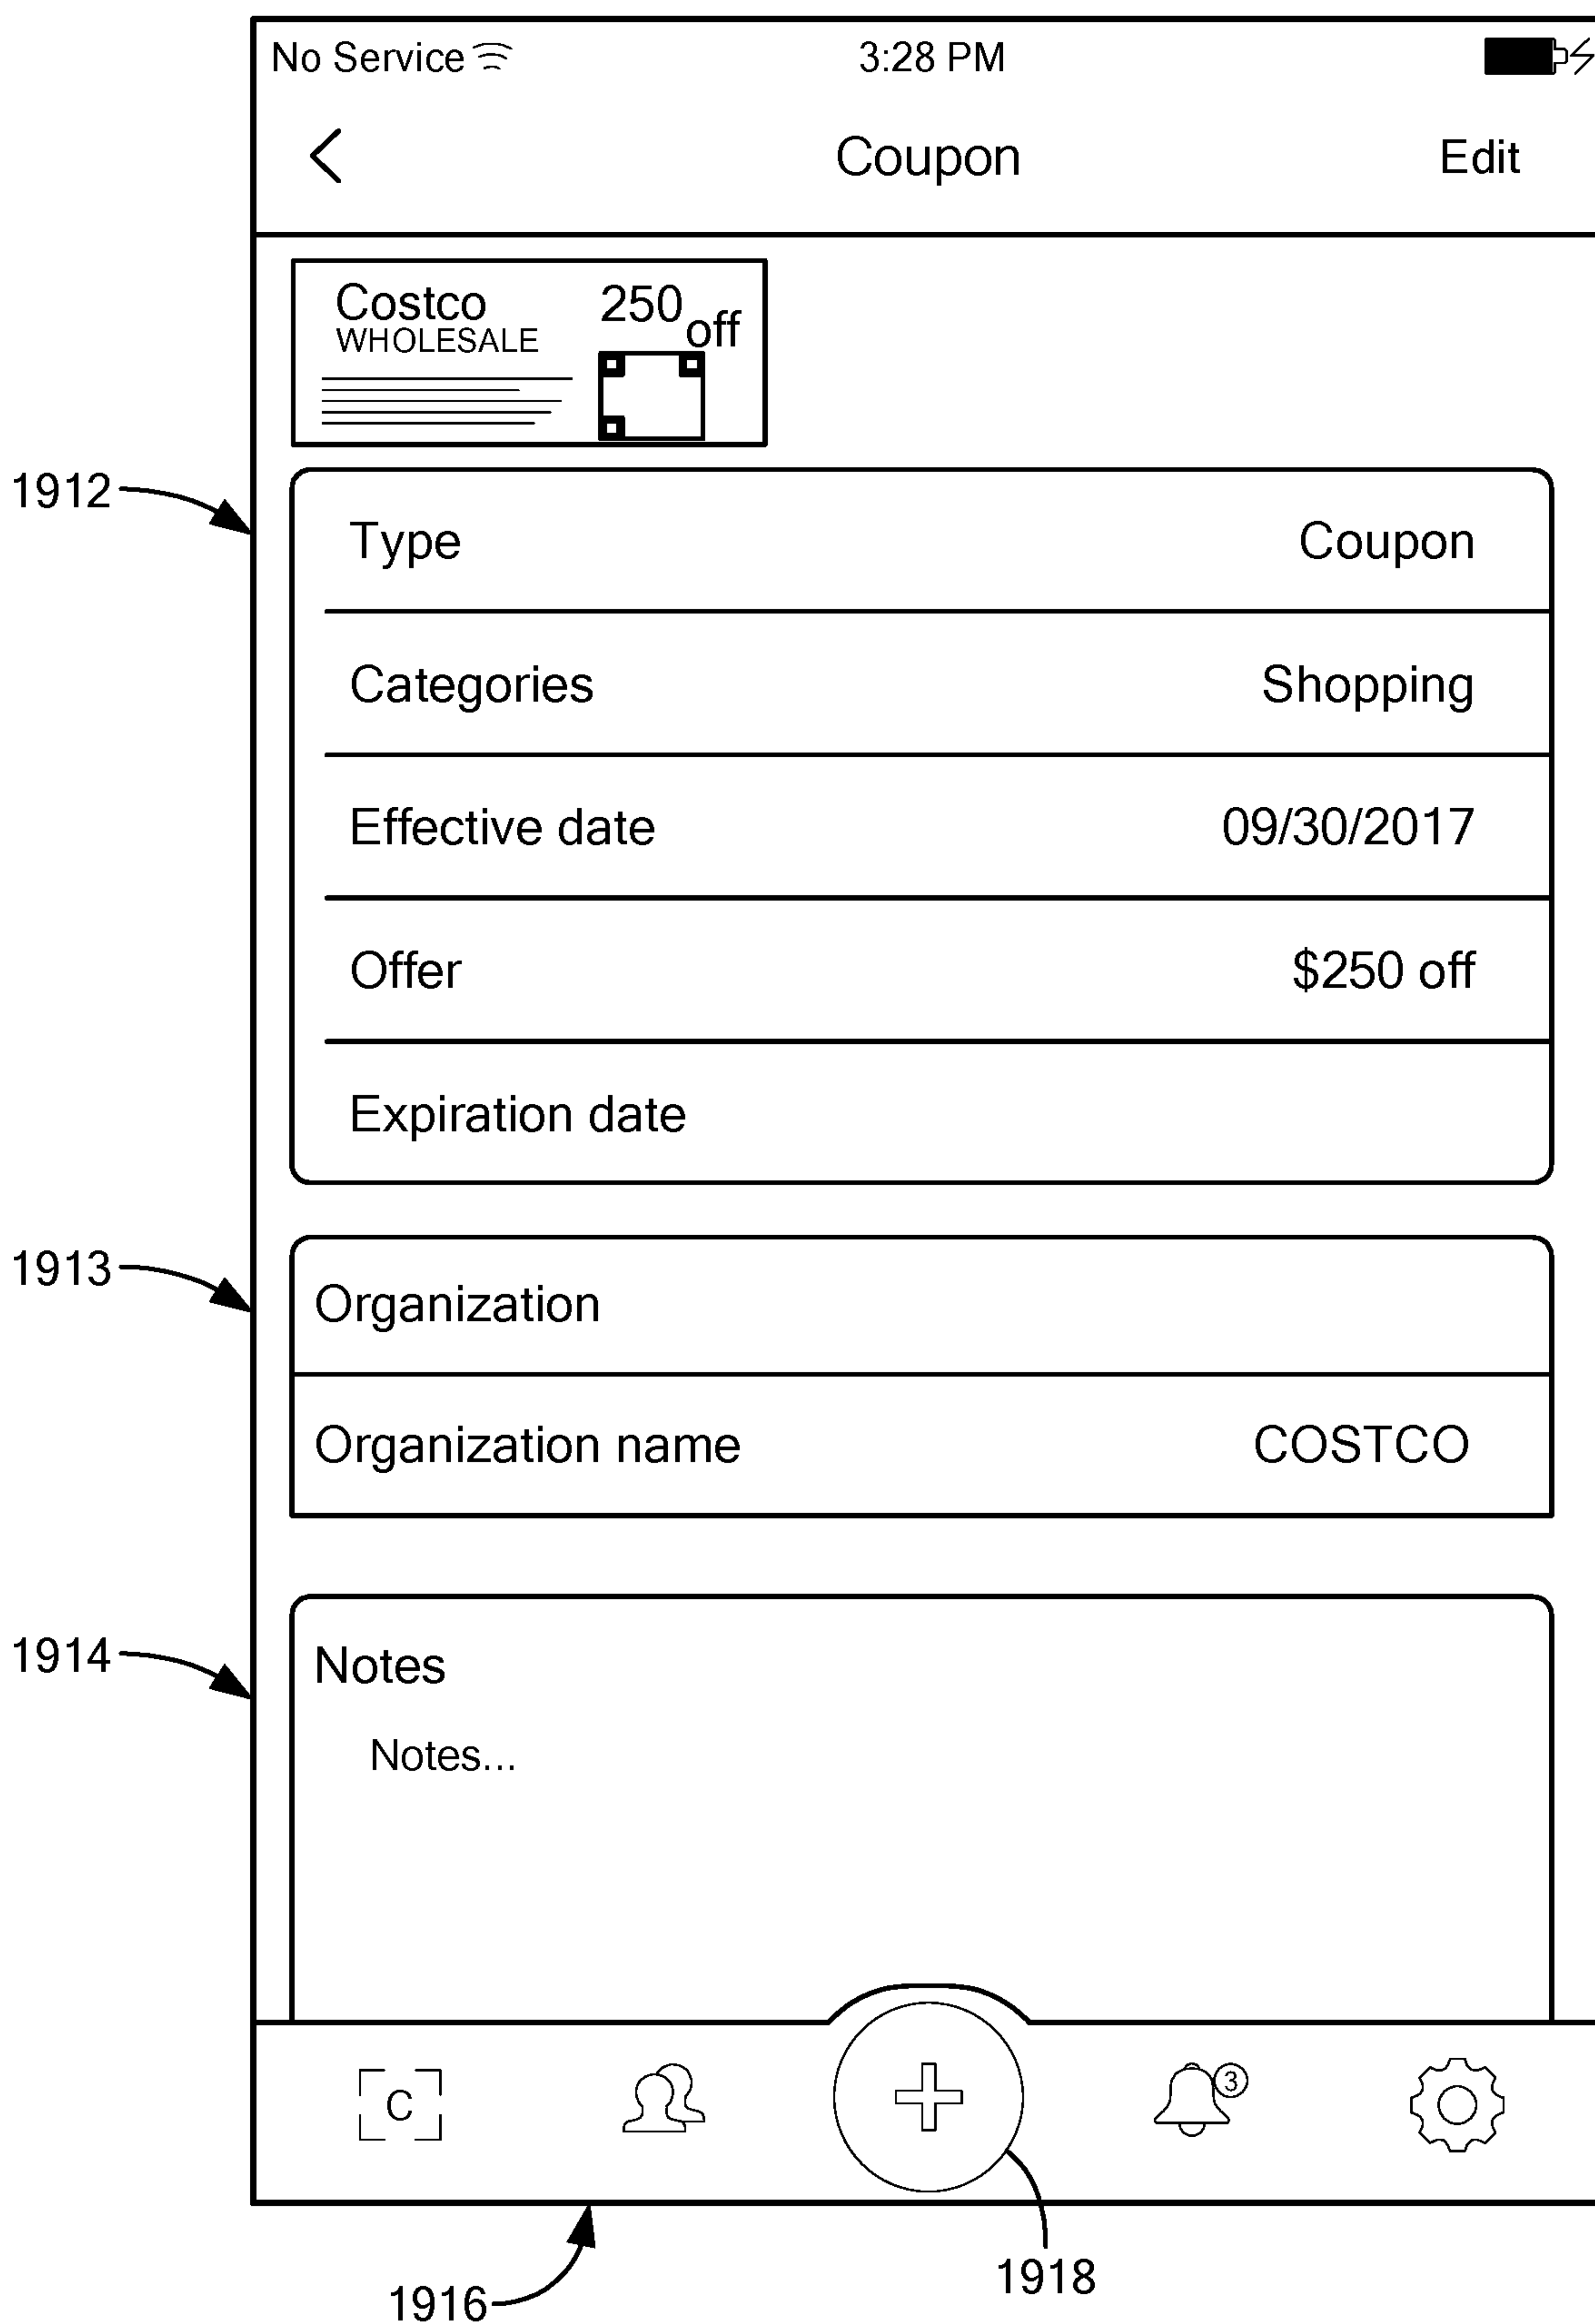 No Service 3:28 PM
Coupon Edit
Costco 250 off
WHOLESALE
1912
Type Coupon
Categories Shopping
Effective date 09/30/2017
Offer $250 off
Expiration date
1913
Organization
Organization name COSTCO
1914
Notes
Notes...
C 3
1918
1916